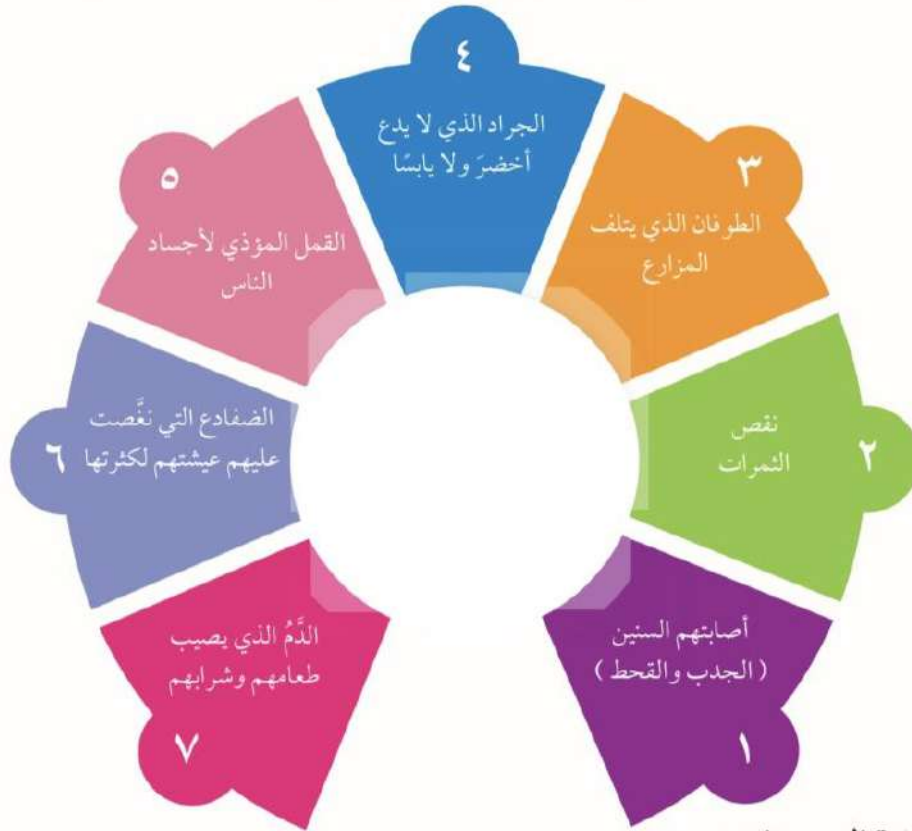 ١
أصابتهم السنين
( الجدب والقحط )
٢
نقص
الثمرات
٣
الطوفان الذي يتلف
المزارع
٤
الجراد الذي لا يدع
أخضرَ ولا يابسًا
٥
القمل المؤذي لأجساد
الناس
٦
الضفادع التي نغَّصت
عليهم عيشتهم لكثرتها
٧
الدَّمُ الذي يصيب
طعامهم وشرابهم